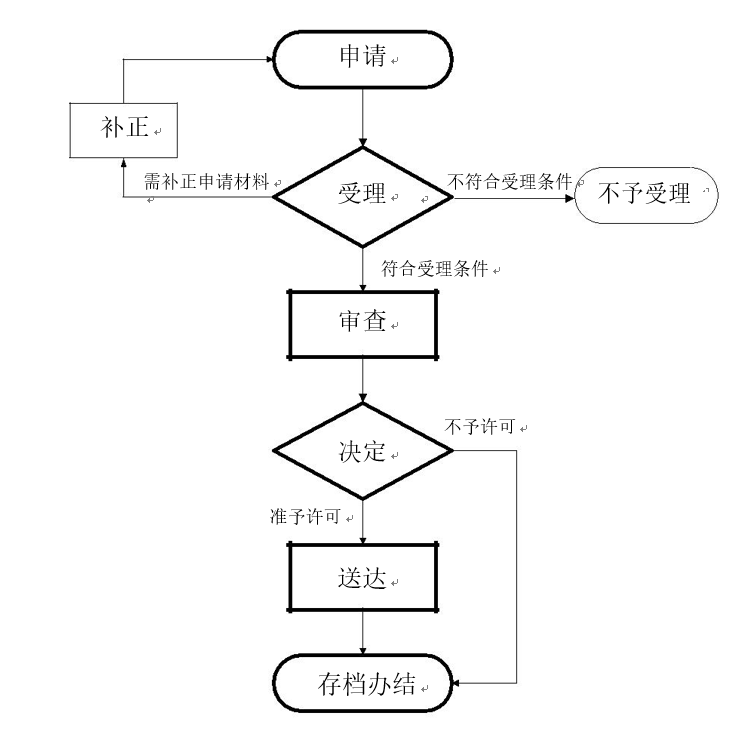 申请
补正
需补正申请材料
受理
不符合受理条件
不予受理
符合受理条件
审查
不予许可
决定
准予许可
送达
存档办结